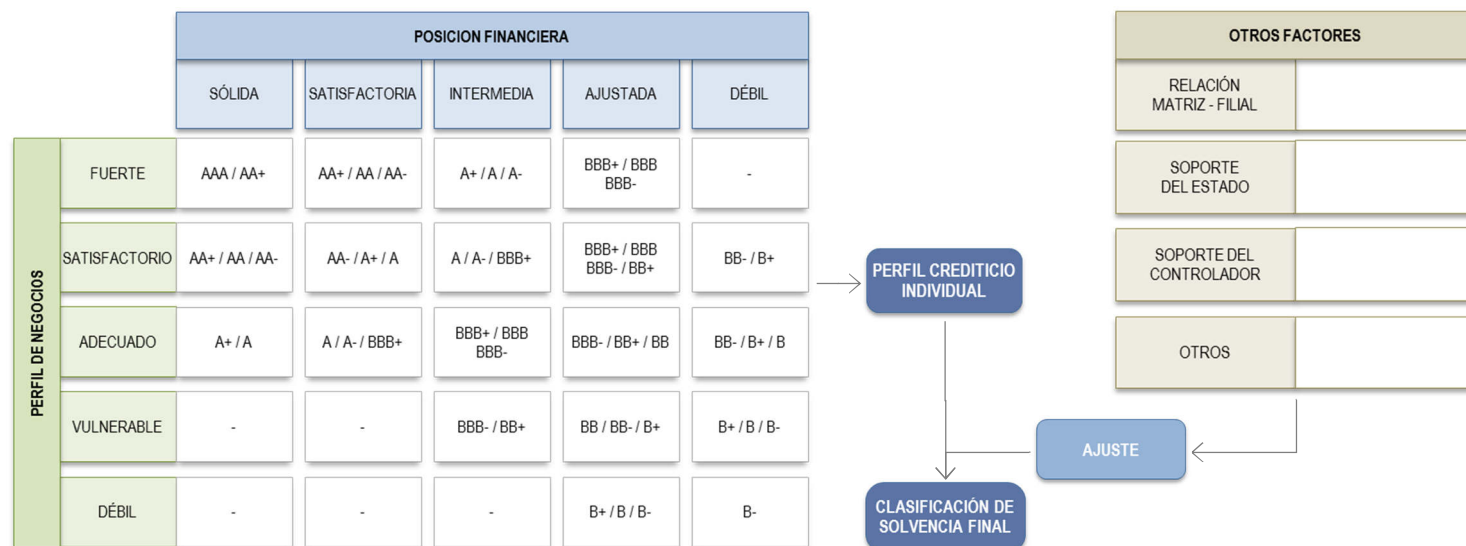 POSICION FINANCIERA
SÓLIDA
SATISFACTORIA
INTERMEDIA
AJUSTADA
DÉBIL
PERFIL DE NEGOCIOS
FUERTE
AAA / AA+
AA+ / AA / AA-
A+ / A / A-
BBB+ / BBB
BBB-
-
SATISFACTORIO
AA+ / AA / AA-
AA- / A+ / A
A / A- / BBB+
BBB+ / BBB
BBB- / BB+
BB- / B+
ADECUADO
A+ / A
A / A- / BBB+
BBB+ / BBB
BBB-
BBB- / BB+ / BB
BB- / B+ / B
VULNERABLE
-
-
BBB- / BB+
BB / BB- / B+
B+ / B / B-
DÉBIL
-
-
-
B+ / B / B-
B-
PERFIL CREDITICIO
INDIVIDUAL
CLASIFICACIÓN DE
SOLVENCIA FINAL
AJUSTE
OTROS FACTORES
RELACIÓN
MATRIZ - FILIAL
SOPORTE
DEL ESTADO
SOPORTE DEL
CONTROLADOR
OTROS